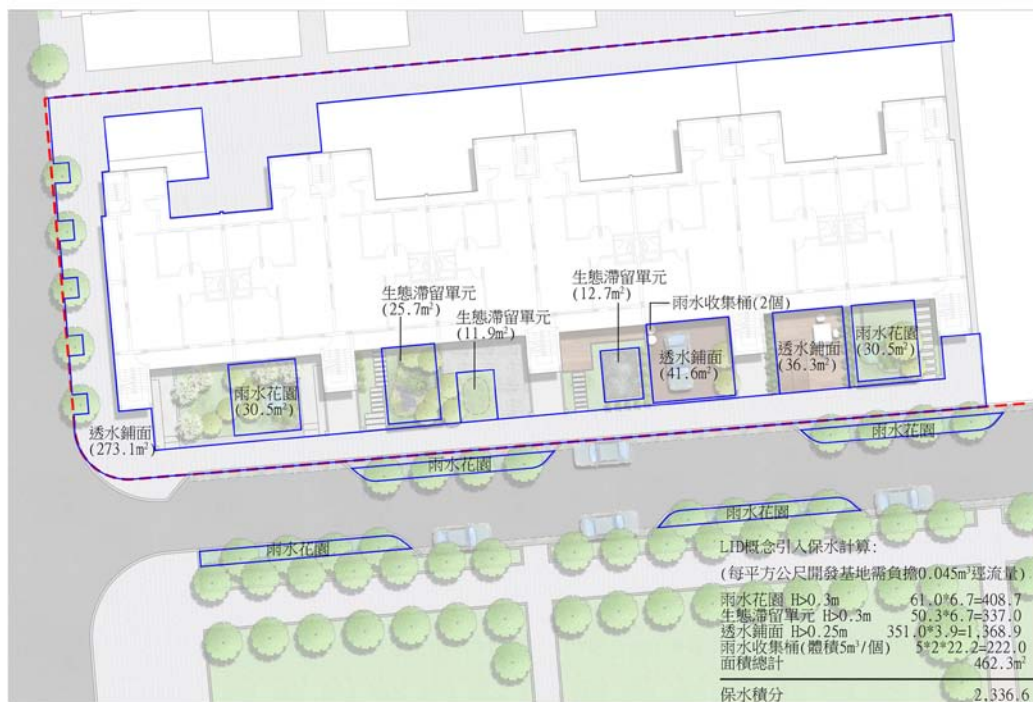 生態滯留單元
(25.7m²)
生態滯留單元
(11.9m²)
生態滯留單元
(12.7m²)
雨水收集桶(2個)
透水鋪面
(41.6m²)
透水鋪面
(36.3m²)
雨水花園
(30.5m²)
雨水花園
(30.5m²)
透水鋪面
(273.1m²)
雨水花園
雨水花園
雨水花園
雨水花園
LID概念引入保水計算:
(每平方公尺開發基地需負擔0.045m³逕流量)
雨水花園 H>0.3m 61.0*6.7=408.7
生態滯留單元 H>0.3m 50.3*6.7=337.0
透水鋪面 H>0.25m 351.0*3.9=1,368.9
雨水收集桶(體積5m³/個) 5*2*22.2=222.0
面積總計 462.3m²
保水積分 2,336.6